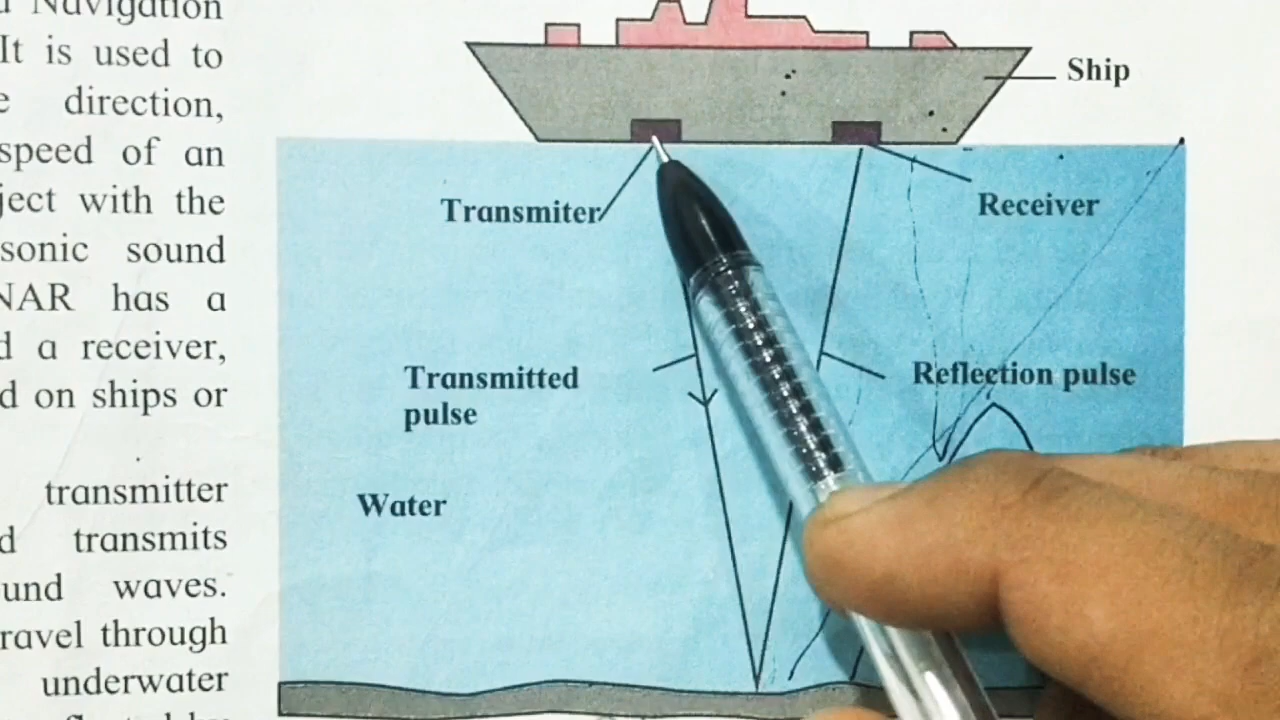 Navigation
It is used to
e direction,
speed of an
ject with the
sonic sound
NAR has a
d a receiver,
d on ships or
transmitter
d transmits
und waves.
ravel through
underwater
Ship
Transmiter
Receiver
Transmitted
pulse
Reflection pulse
Water